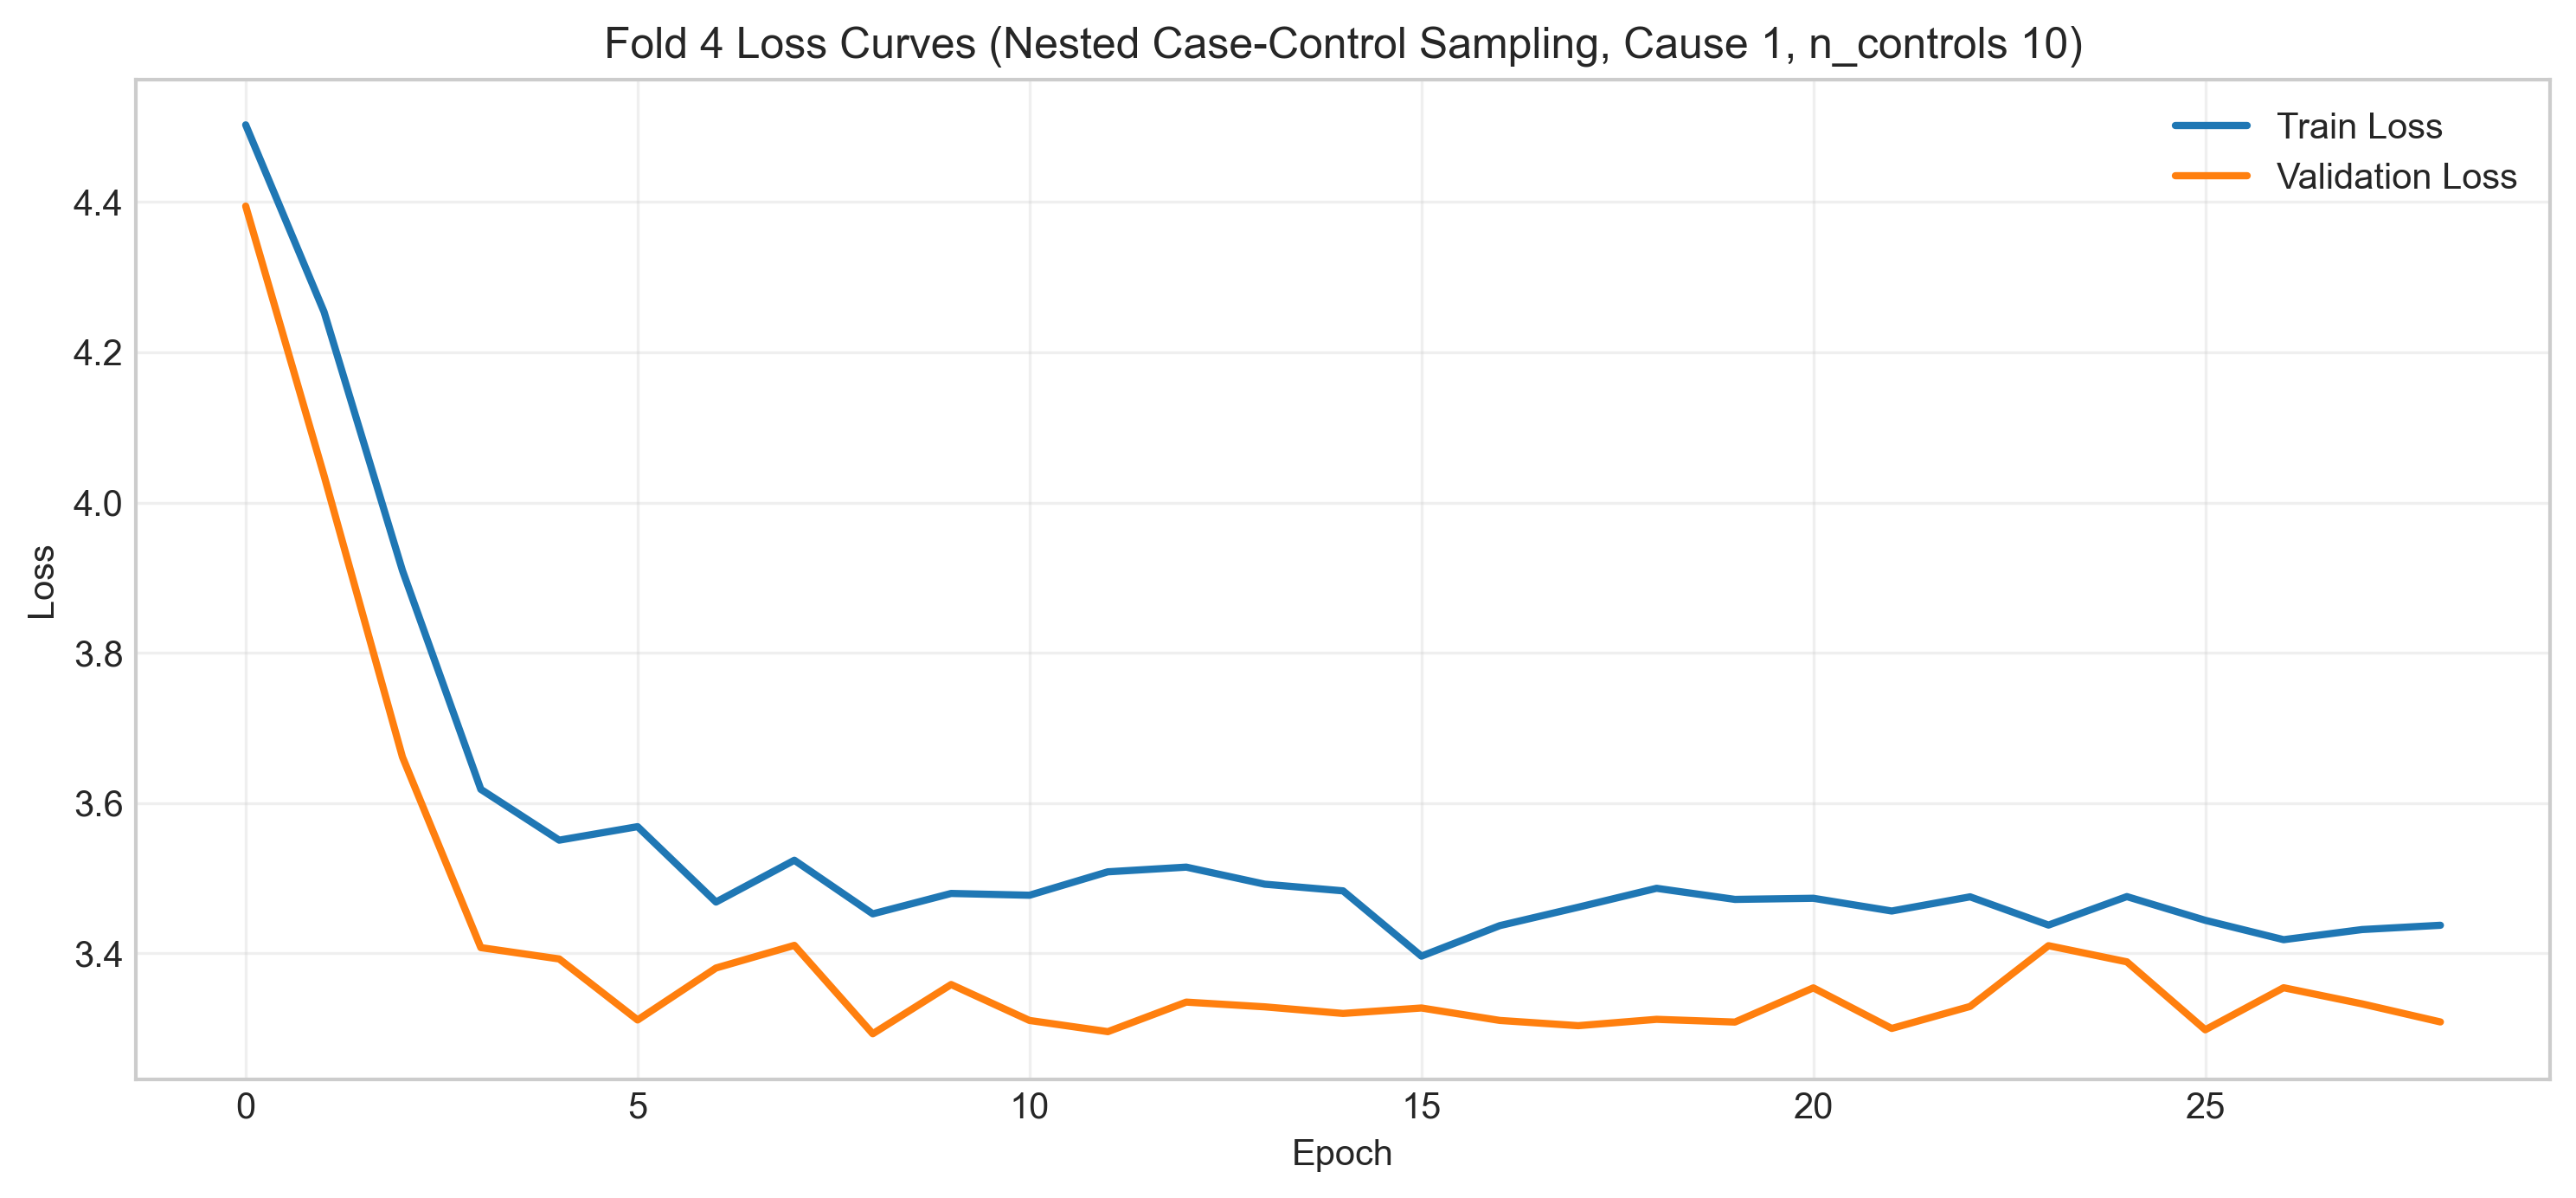 Fold 4 Loss Curves (Nested Case-Control Sampling, Cause 1, n_controls 10)
Train Loss
Validation Loss
4.4
4.2
4.0
3.8
3.6
3.4
Loss
0 5 10 15 20 25
Epoch